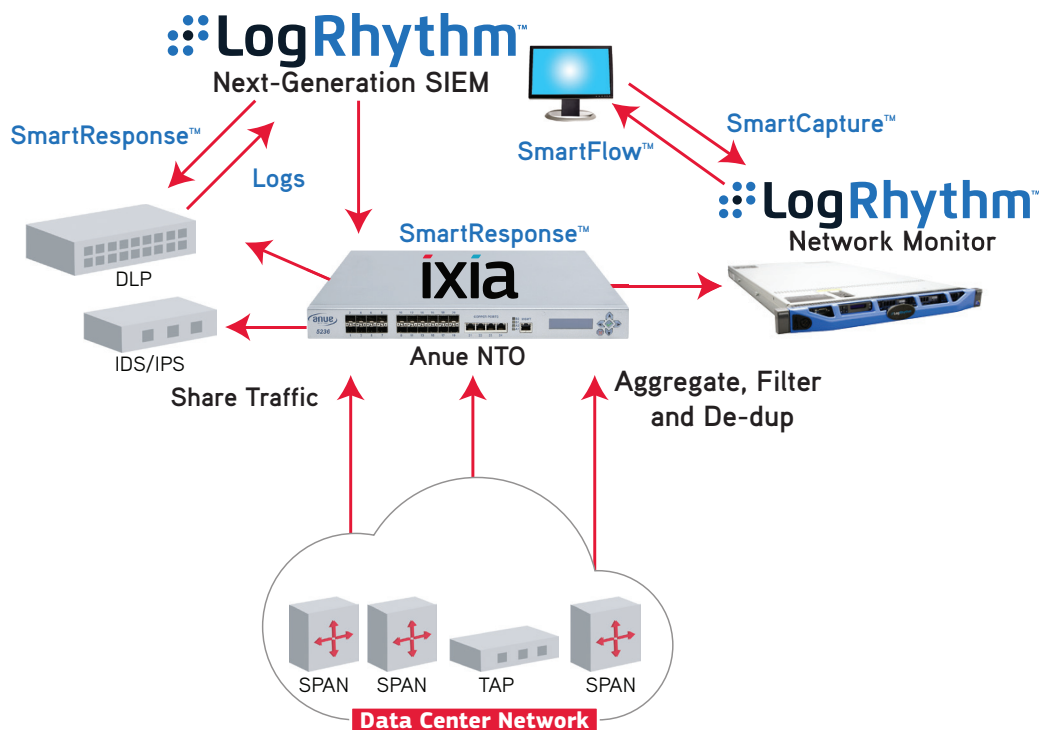 LogRhythm™
Next-Generation SIEM
SmartResponse™
Logs
SmartFlow™
SmartCapture™
LogRhythm™
Network Monitor
DLP
SmartResponse™
ixia
anue
5236
Anue NTO
IDS/IPS
Share Traffic
Aggregate, Filter
and De-dup
SPAN
SPAN
TAP
SPAN
Data Center Network